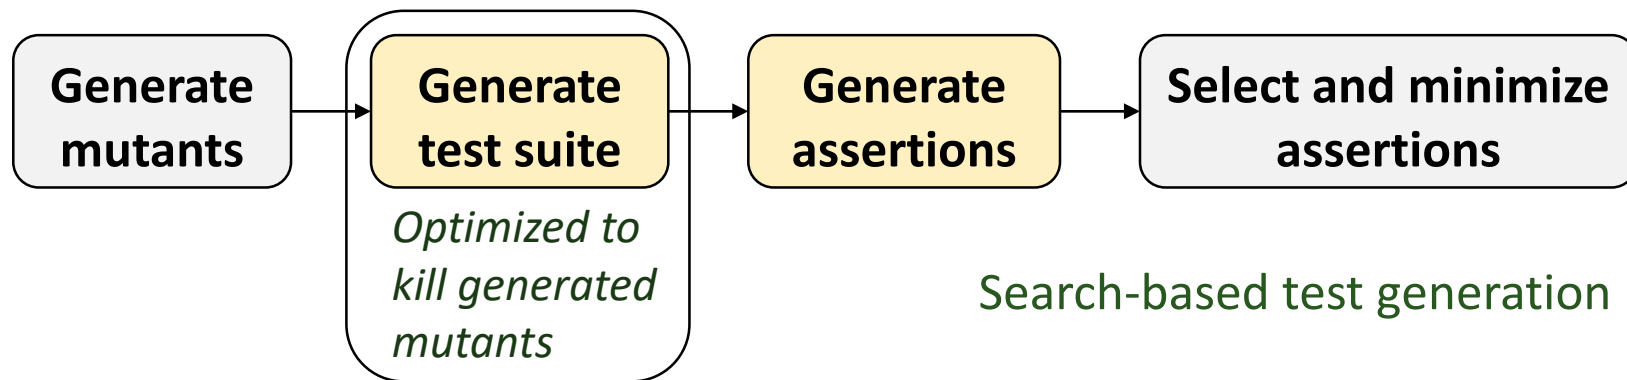 Generate
mutants
Generate
test suite
Optimized to
kill generated
mutants
Generate
assertions
Select and minimize
assertions
Search-based test generation